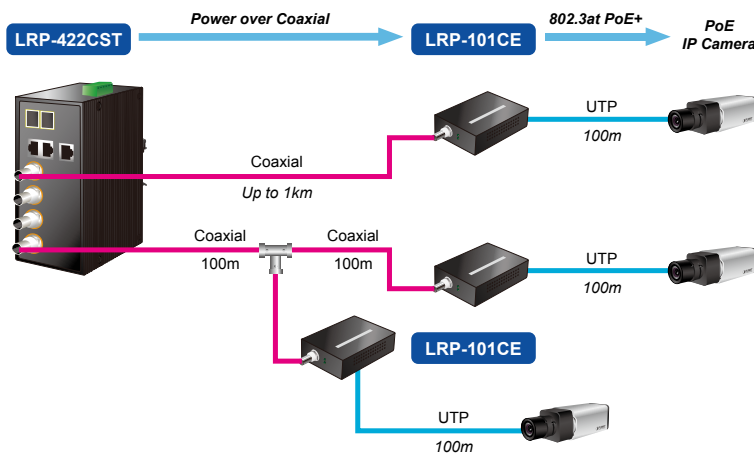 LRP-422CST
Power over Coaxial
LRP-101CE
802.3at PoE+
PoE
IP Camera
UTP
100m
Coaxial
Up to 1km
Coaxial
100m
Coaxial
100m
UTP
100m
LRP-101CE
UTP
100m